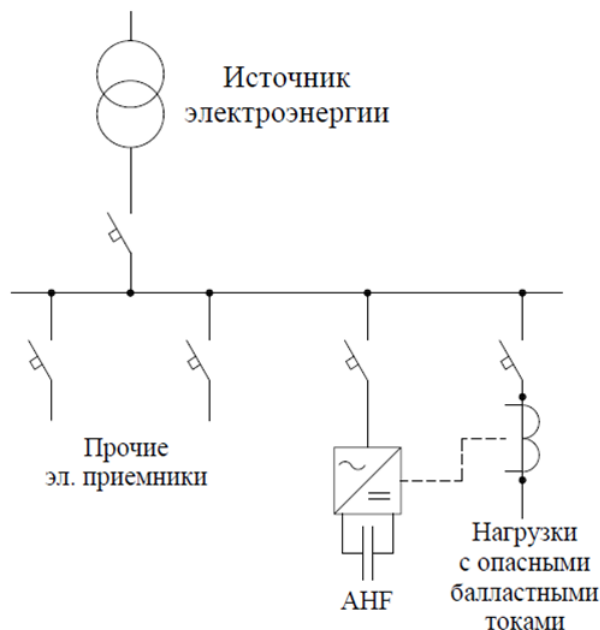 Источник
электроэнергии
Прочие
эл. приемники
AHF
Нагрузки
с опасными
балластными
токами